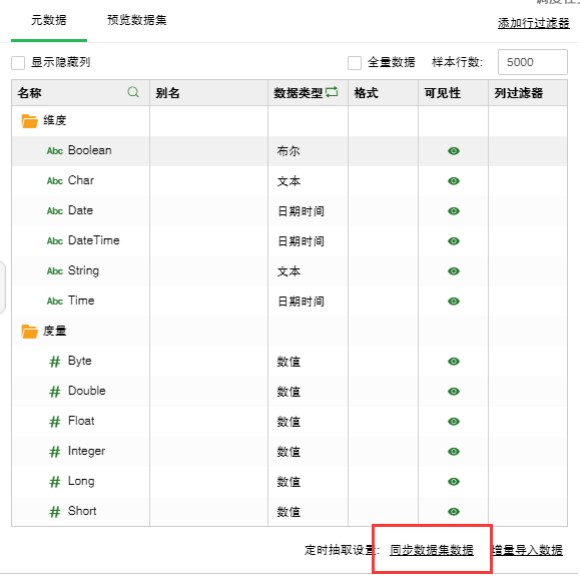 元数据 预览数据集 添加行过滤器
显示隐藏列 全量数据 样本行数: 5000
名称 别名 数据类型 格式 可见性 列过滤器
维度
Abc Boolean 布尔
Abc Char 文本
Abc Date 日期时间
Abc DateTime 日期时间
Abc String 文本
Abc Time 日期时间
度量
# Byte 数值
# Double 数值
# Float 数值
# Integer 数值
# Long 数值
# Short 数值
定时抽取设置: 同步数据集数据 增量导入数据